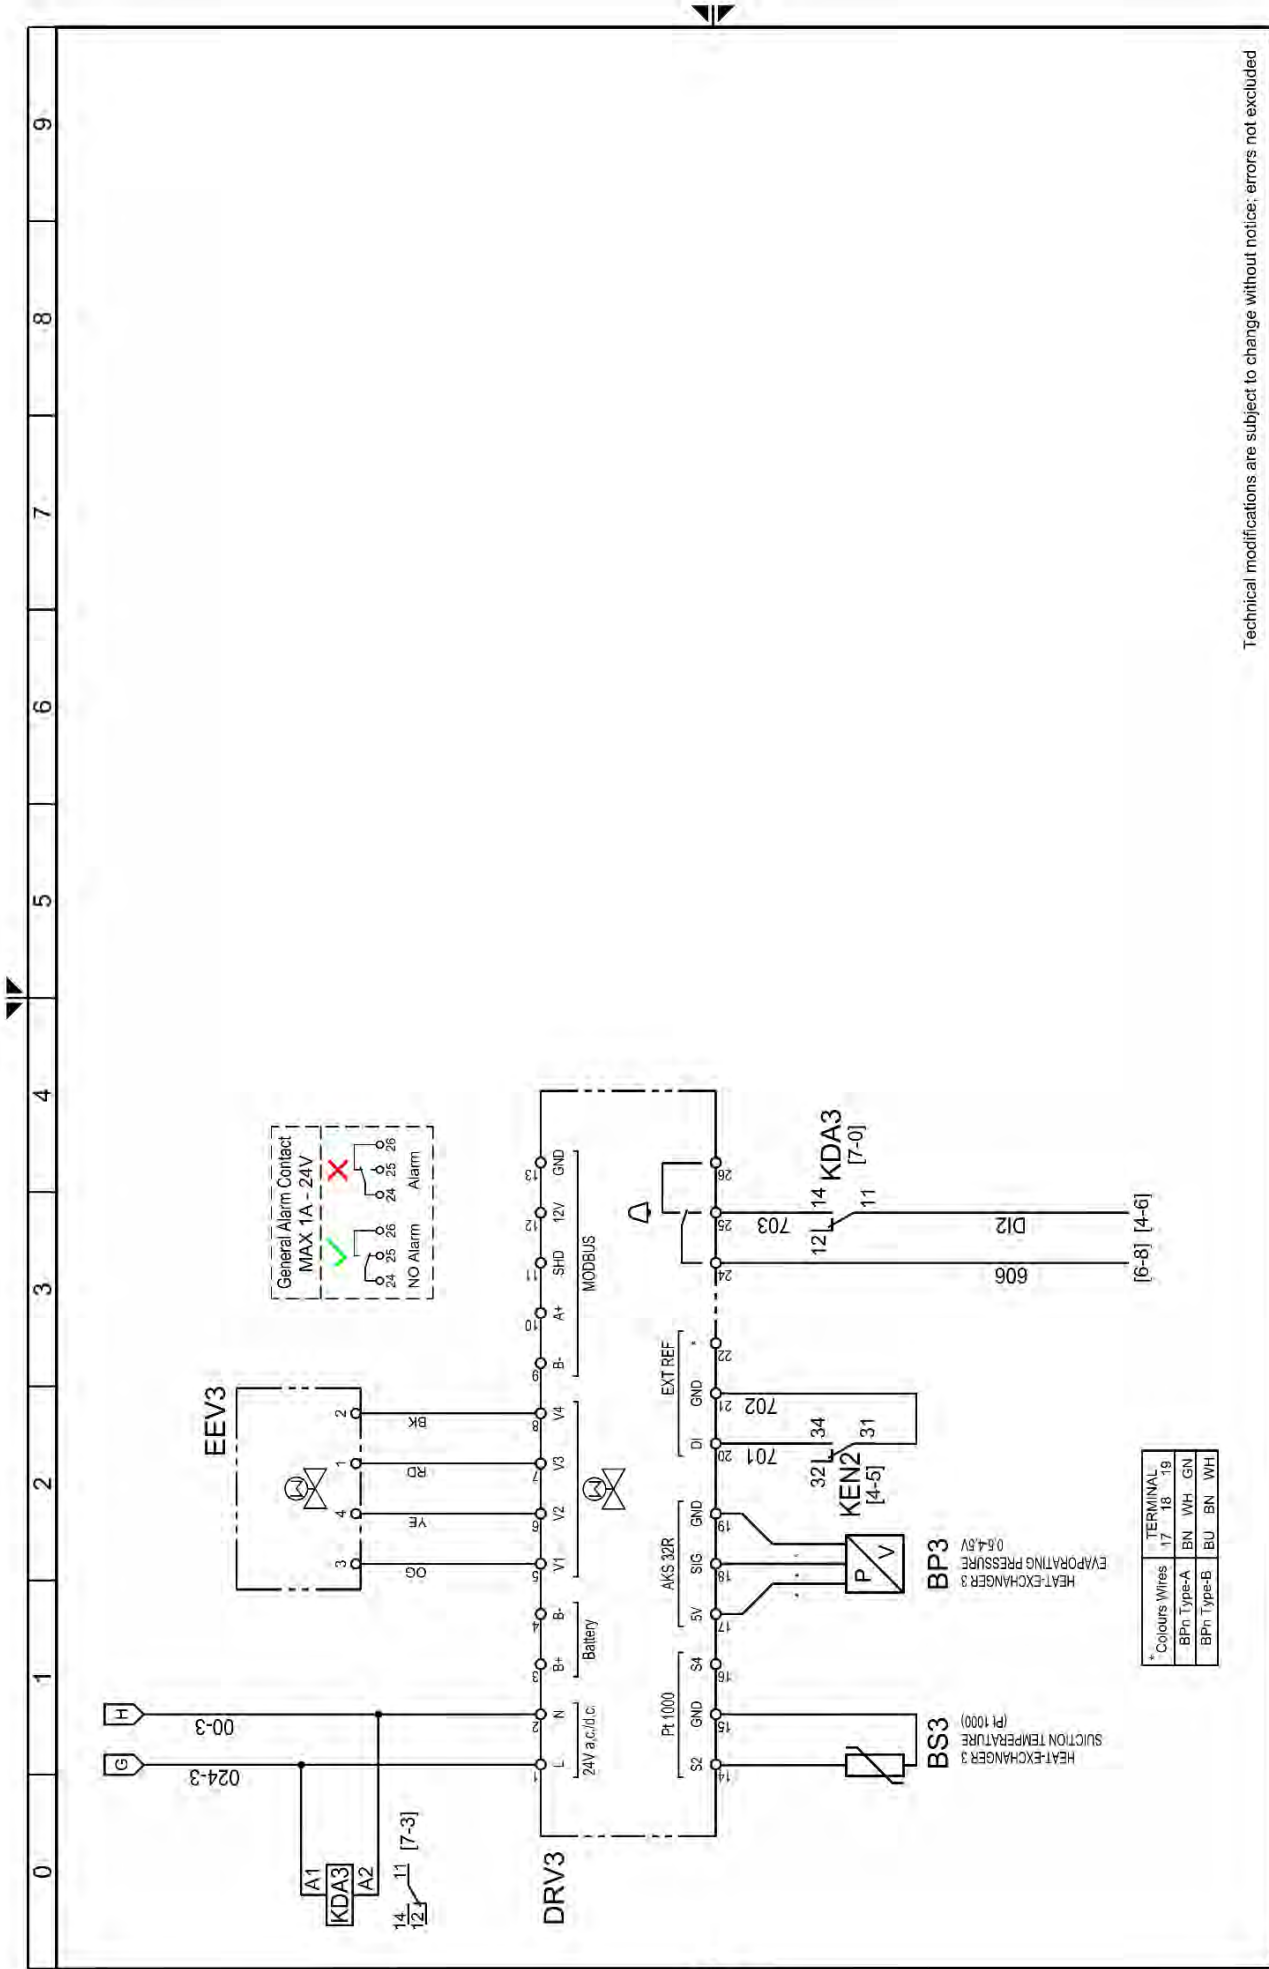 0 1 2 3 4 5 6 7 8 9
G
H
024-3
00-3
A1
KDA3
A2
14
12
11
[7-3]
EEV3
3 4 1 2
OG
YE
RD
BK
General Alarm Contact
MAX 1A - 24V
24 25 26
NO Alarm
24 25 26
Alarm
DRV3
1 2 3 4 5 6 7 8 9 10 11 12 13
L N B+ B- V1 V2 V3 V4 B- A+ SHD 12V GND
24V a.c./d.c.
Battery
MODBUS
Pt 1000
AKS 32R
EXT REF
S2 GND S4 5V SIG GND DI GND
14 15 16 17 18 19 20 21 22 24 25 26
701
702
703
32
34
31
KEN2
[4-5]
12
14
11
KDA3
[7-0]
606
DI2
[6-8] [4-6]
P
V
BS3
HEAT-EXCHANGER 3
SUICTION TEMPERATURE
(Pt 1000)
BP3
HEAT-EXCHANGER 3
EVAPORATING PRESSURE
0.5-4.5V
* Colours Wires TERMINAL
17 18 19
BPn Type-A BN WH GN
BPn Type-B BU BN WH
Technical modifications are subject to change without notice; errors not excluded